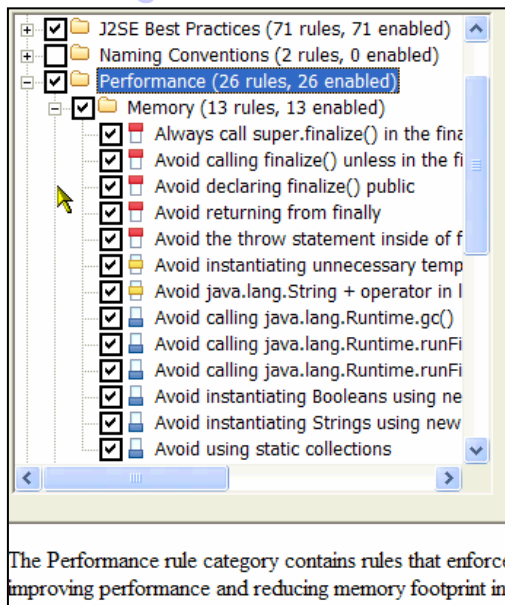 J2SE Best Practices (71 rules, 71 enabled)
Naming Conventions (2 rules, 0 enabled)
Performance (26 rules, 26 enabled)
Memory (13 rules, 13 enabled)
Always call super.finalize() in the fina
Avoid calling finalize() unless in the fi
Avoid declaring finalize() public
Avoid returning from finally
Avoid the throw statement inside of f
Avoid instantiating unnecessary temp
Avoid java.lang.String + operator in l
Avoid calling java.lang.Runtime.gc()
Avoid calling java.lang.Runtime.runFi
Avoid calling java.lang.Runtime.runFi
Avoid instantiating Booleans using ne
Avoid instantiating Strings using new
Avoid using static collections
The Performance rule category contains rules that enforce
improving performance and reducing memory footprint in